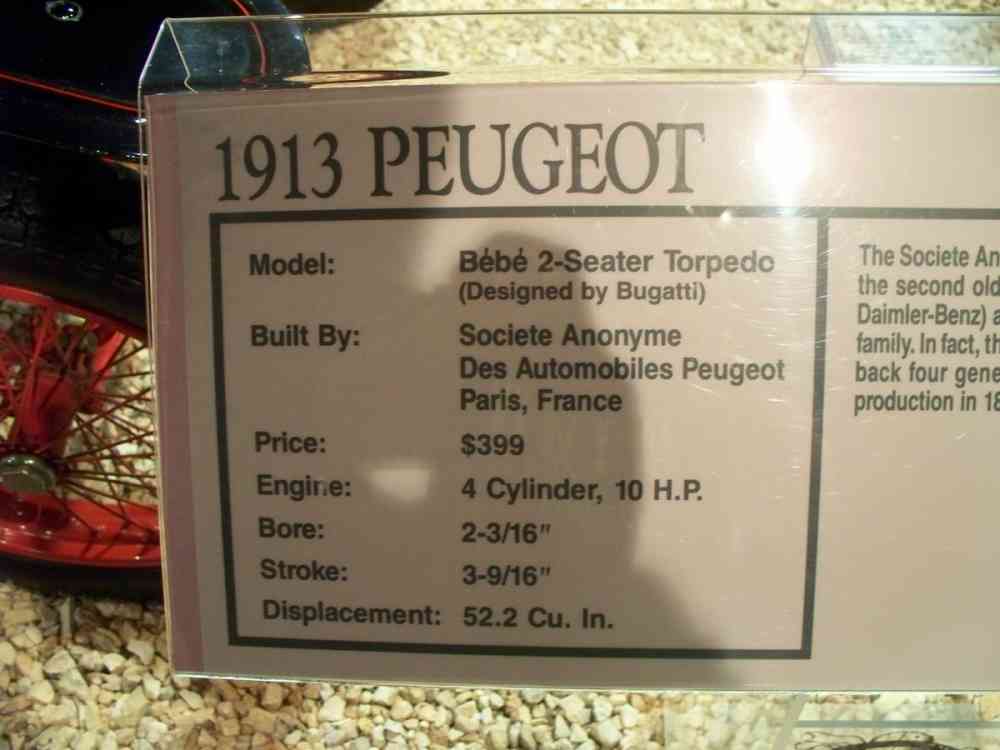 1913 PEUGEOT
Model: Bébé 2-Seater Torpedo
(Designed by Bugatti)
Built By: Societe Anonyme
Des Automobiles Peugeot
Paris, France
Price: $399
Engine: 4 Cylinder, 10 H.P.
Bore: 2-3/16"
Stroke: 3-9/16"
Displacement: 52.2 Cu. In.
The Societe An
the second old
Daimler-Benz) a
family. In fact, th
back four gene
production in 18